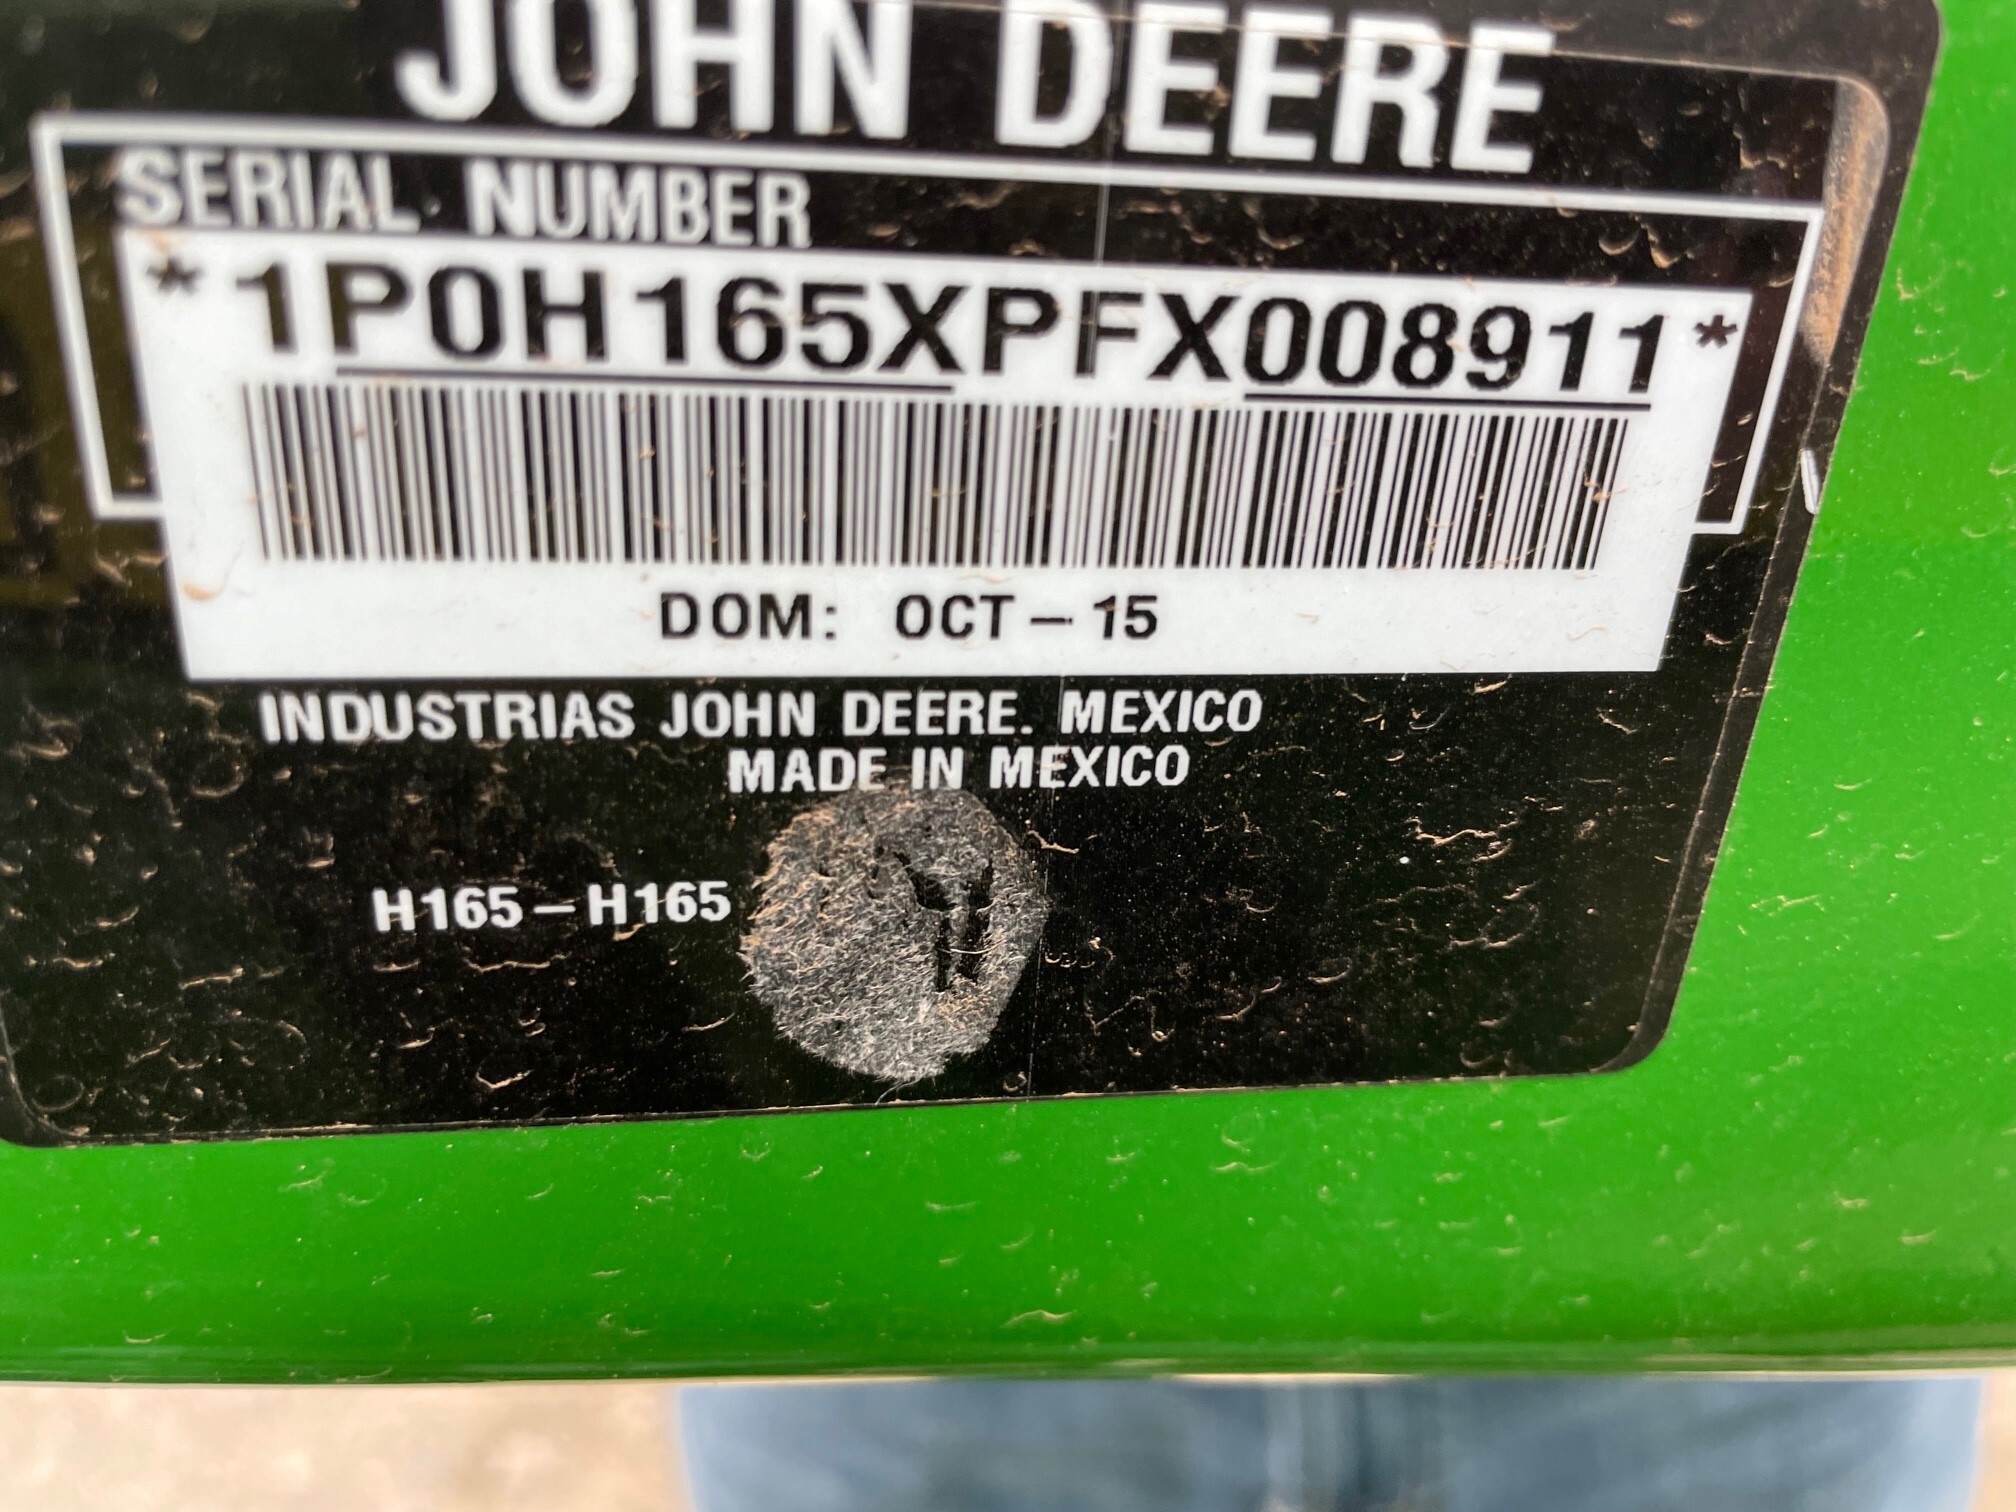 JOHN DEERE
SERIAL NUMBER
*1P0H165XPFX008911*
DOM: OCT-15
INDUSTRIAS JOHN DEERE. MEXICO
MADE IN MEXICO
H165-H165